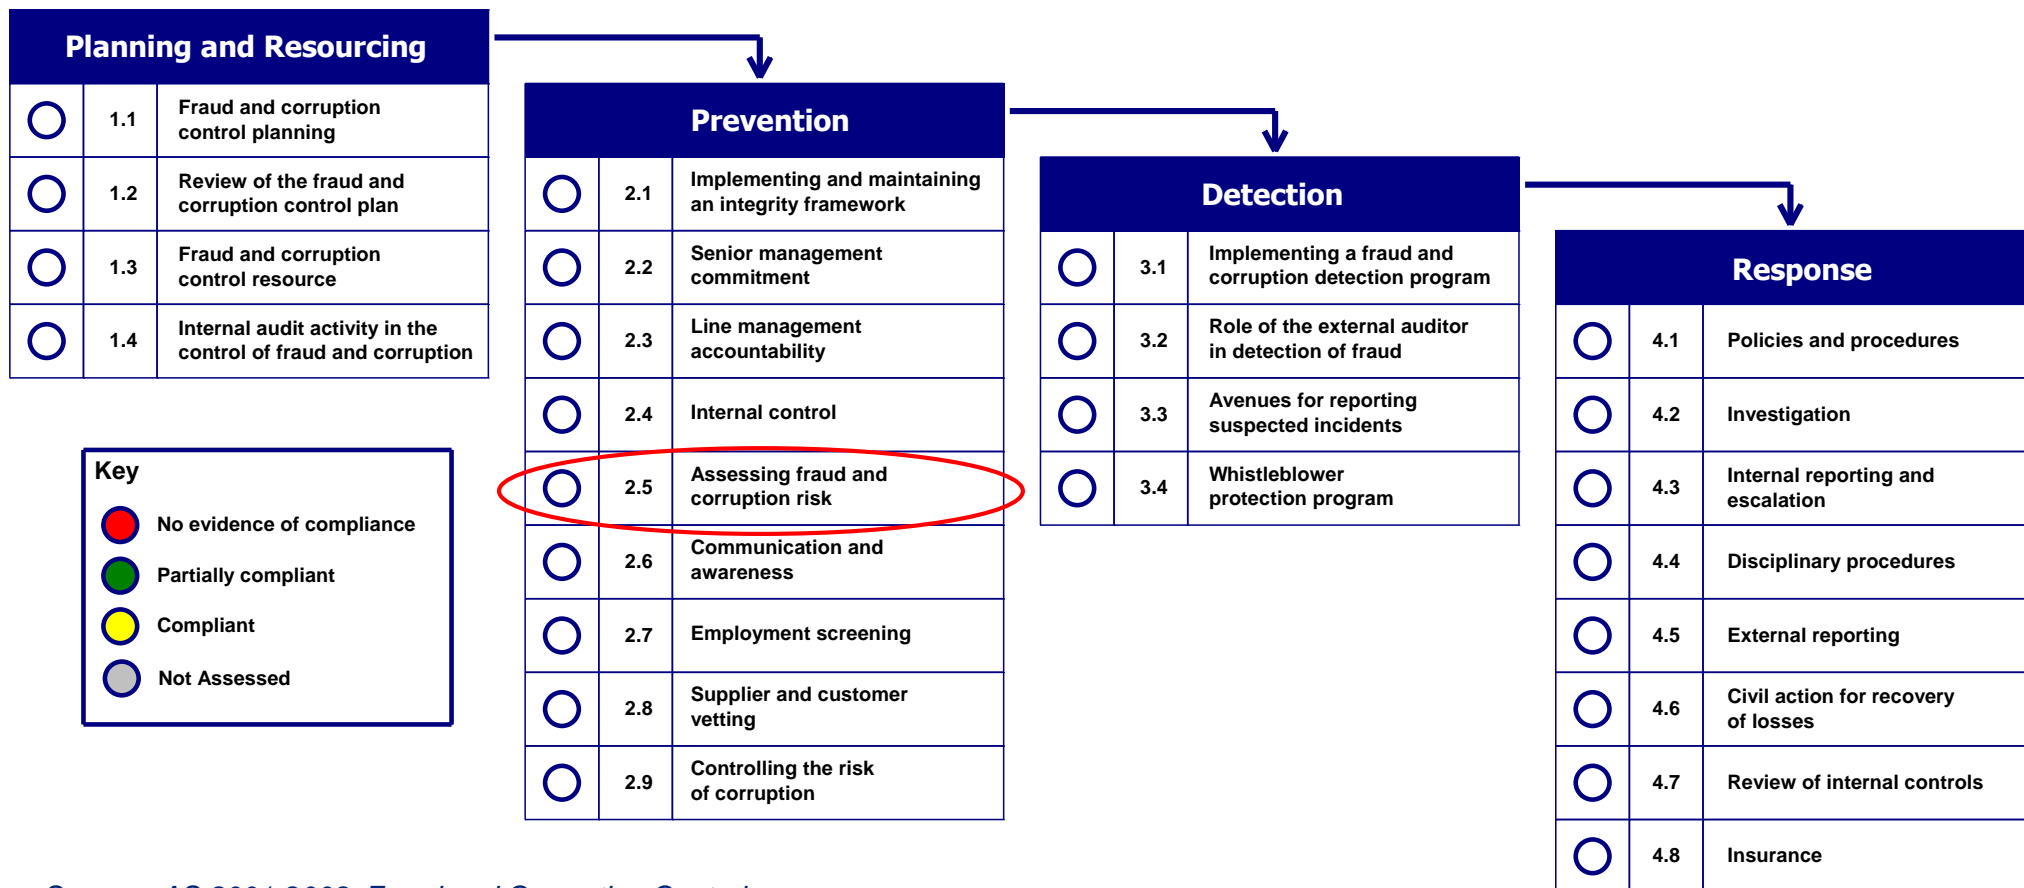 Planning and Resourcing
1.1
Fraud and corruption
control planning
1.2
Review of the fraud and
corruption control plan
1.3
Fraud and corruption
control resource
1.4
Internal audit activity in the
control of fraud and corruption
Prevention
2.1
Implementing and maintaining
an integrity framework
2.2
Senior management
commitment
2.3
Line management
accountability
2.4
Internal control
2.5
Assessing fraud and
corruption risk
2.6
Communication and
awareness
2.7
Employment screening
2.8
Supplier and customer
vetting
2.9
Controlling the risk
of corruption
Detection
3.1
Implementing a fraud and
corruption detection program
3.2
Role of the external auditor
in detection of fraud
3.3
Avenues for reporting
suspected incidents
3.4
Whistleblower
protection program
Response
4.1
Policies and procedures
4.2
Investigation
4.3
Internal reporting and
escalation
4.4
Disciplinary procedures
4.5
External reporting
4.6
Civil action for recovery
of losses
4.7
Review of internal controls
4.8
Insurance
Key
No evidence of compliance
Partially compliant
Compliant
Not Assessed